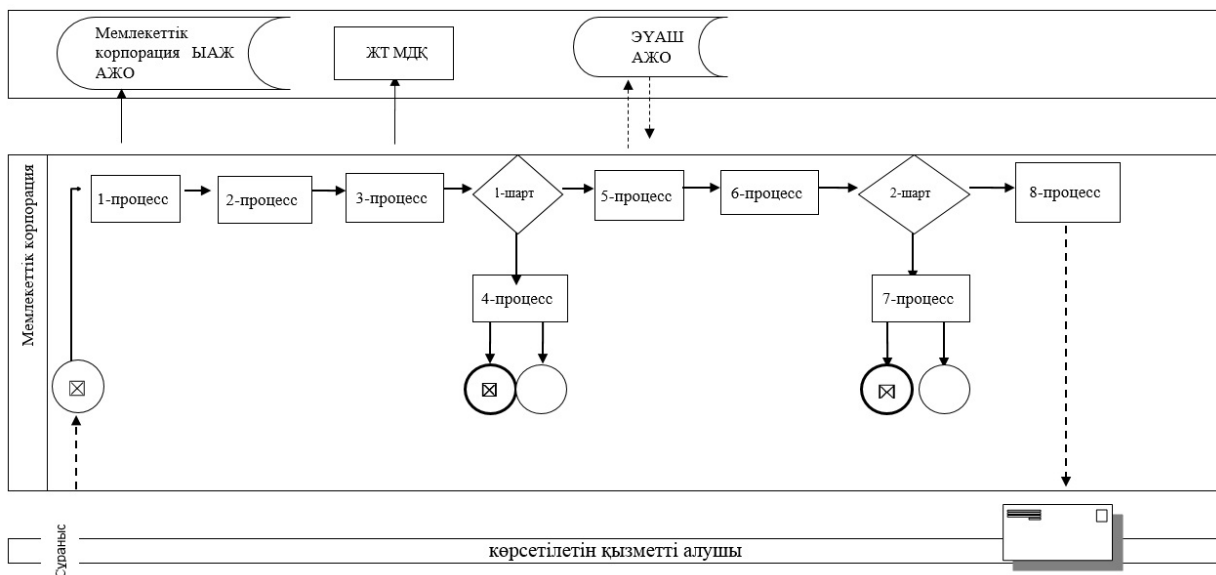 Мемлекеттік
корпорация ЫАЖ
АЖО
ЖТ МДҚ
ЭҮАШ
АЖО
Мемлекеттік корпорация
1-процесс
2-процесс
3-процесс
1-шарт
5-процесс
6-процесс
2-шарт
8-процесс
4-процесс
7-процесс
Сұраныс
көрсетілетін қызметті алушы